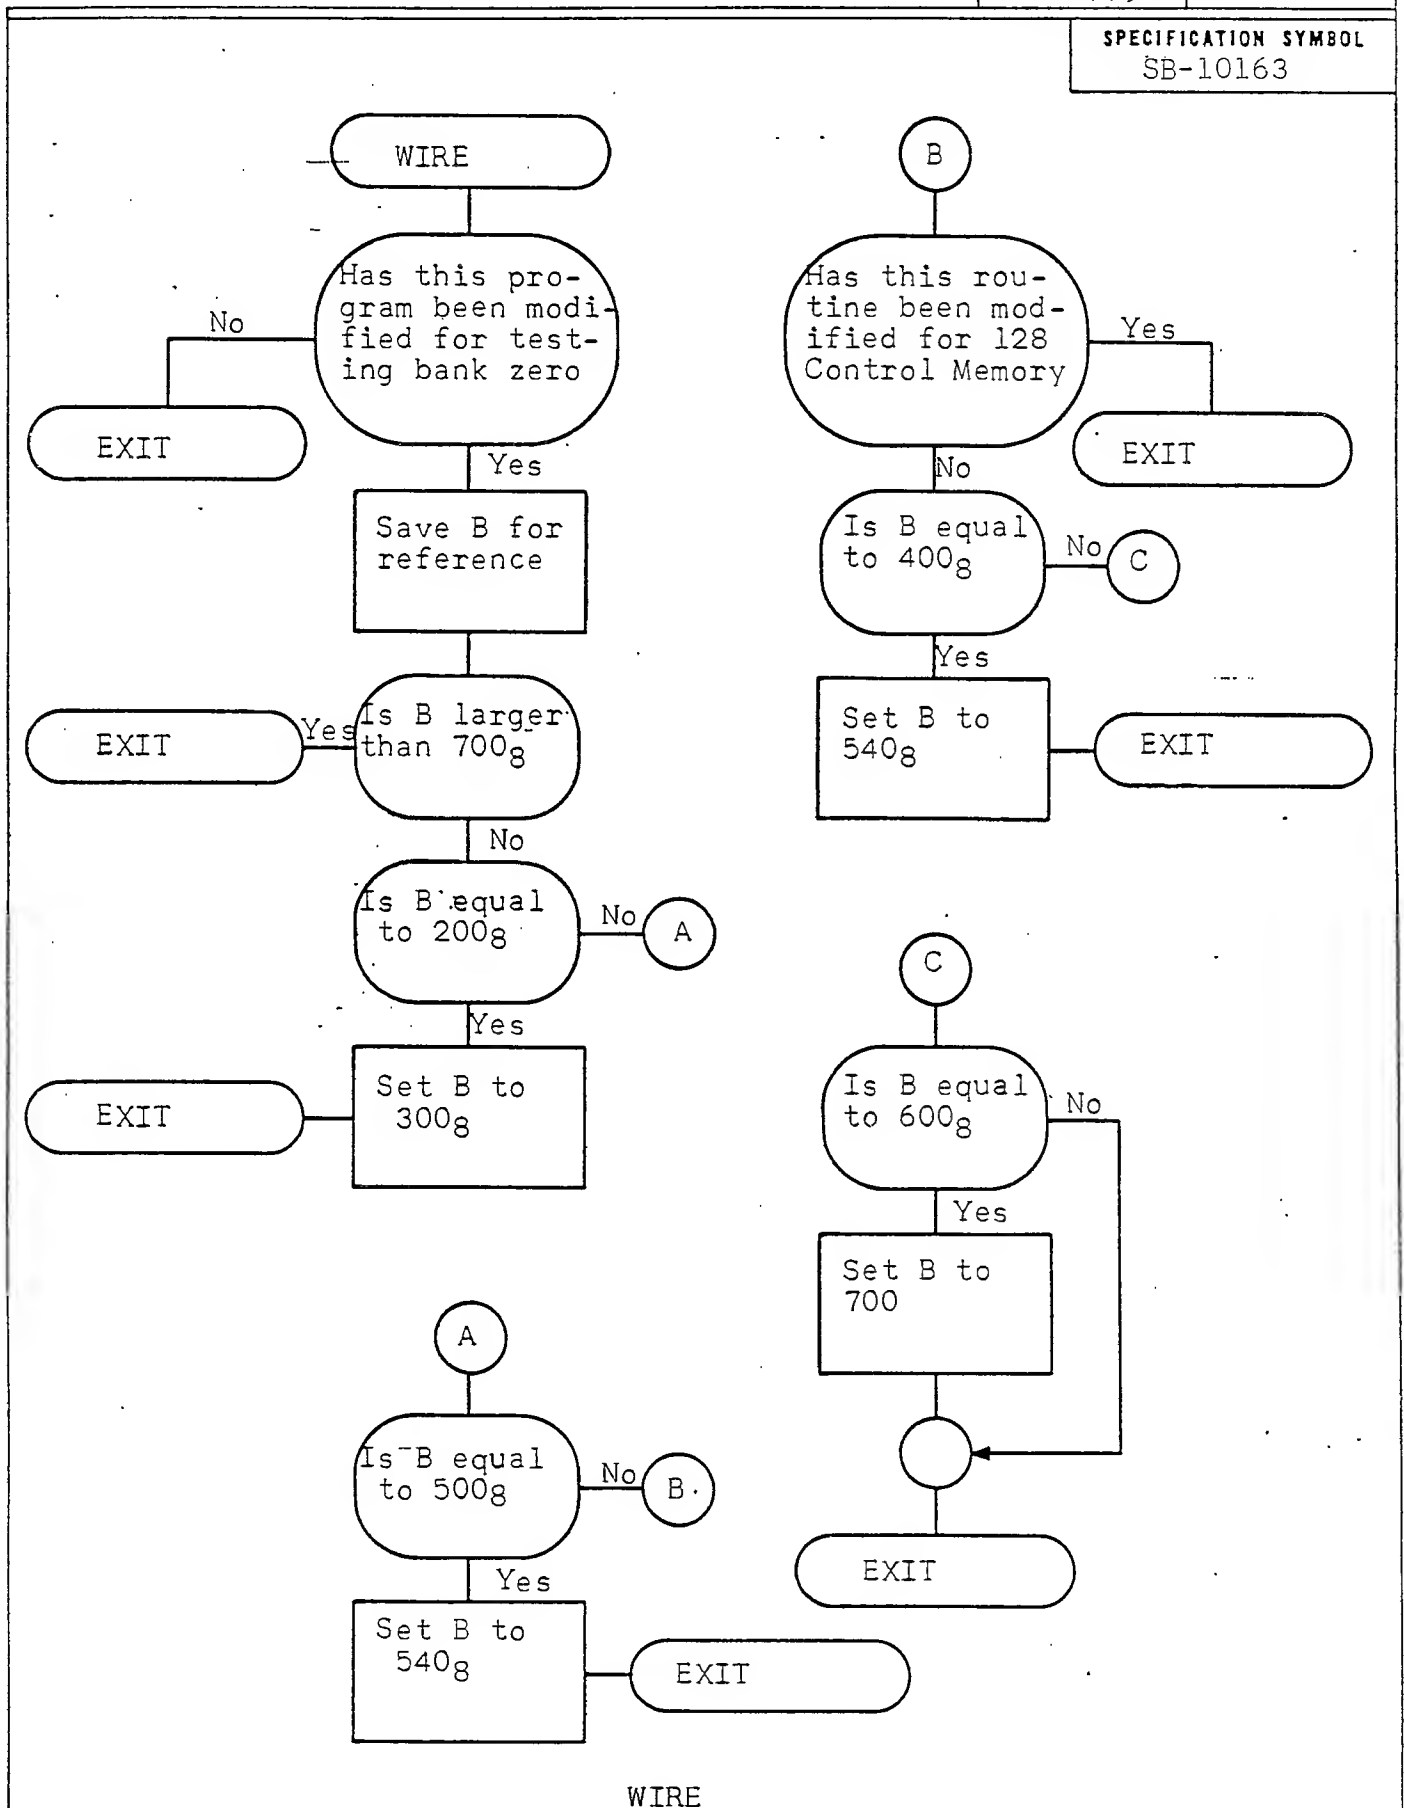 SPECIFICATION SYMBOL
SB-10163
WIRE
Has this pro-
gram been modi-
fied for test-
ing bank zero
No
EXIT
Yes
Save B for
reference
Is B larger
than 700₈
Yes
EXIT
No
Is B equal
to 200₈
No
A
Yes
Set B to
300₈
EXIT
A
Is B equal
to 500₈
No
B
Yes
Set B to
540₈
EXIT
B
Has this rou-
tine been mod-
ified for 128
Control Memory
Yes
EXIT
No
Is B equal
to 400₈
No
C
Yes
Set B to
540₈
EXIT
C
Is B equal
to 600₈
No
Yes
Set B to
700
EXIT
WIRE